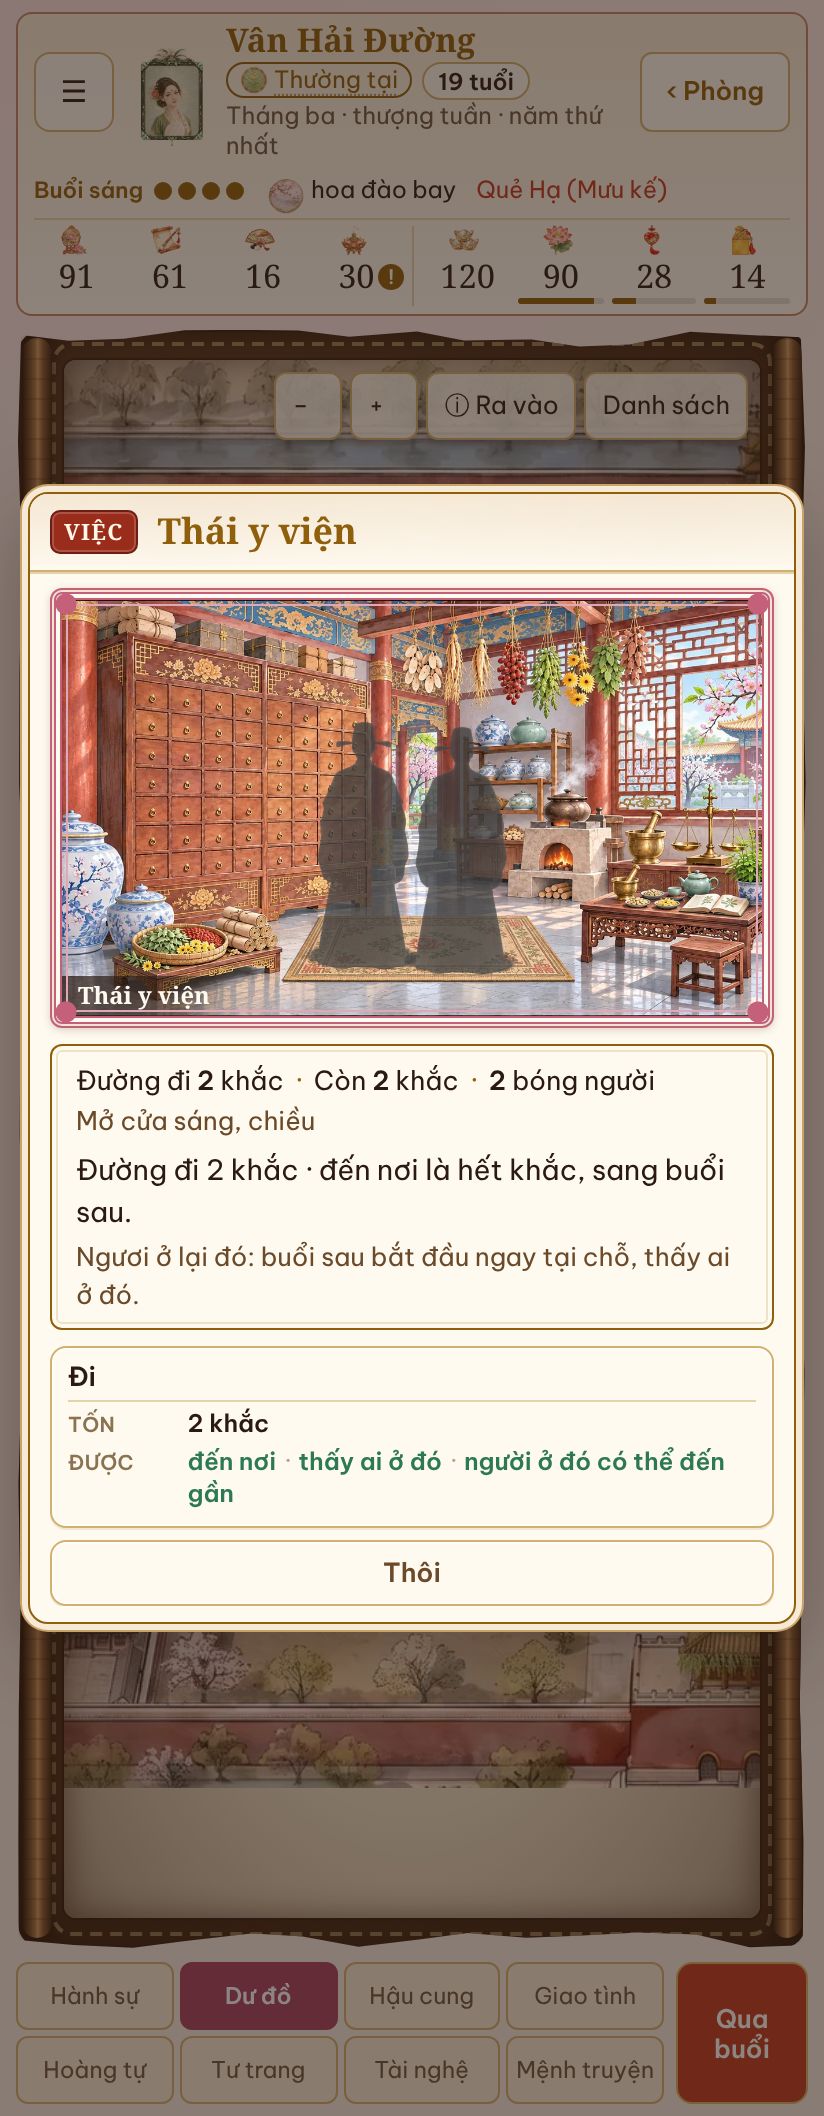 Vân Hải Đường
Thường tại
19 tuổi
Tháng ba · thượng tuần · năm thứ
nhất
☰
‹ Phòng
Buổi sáng
hoa đào bay
Quẻ Hạ (Mưu kế)
91 61 16 30 ! 120 90 28 14
− + ⓘ Ra vào Danh sách
VIỆC Thái y viện
Thái y viện
Đường đi 2 khắc · Còn 2 khắc · 2 bóng người
Mở cửa sáng, chiều
Đường đi 2 khắc · đến nơi là hết khắc, sang buổi
sau.
Ngươi ở lại đó: buổi sau bắt đầu ngay tại chỗ, thấy ai
ở đó.
Đi
TỐN 2 khắc
ĐƯỢC đến nơi · thấy ai ở đó · người ở đó có thể đến
gần
Thôi
Hành sự Dư đồ Hậu cung Giao tình
Qua
buổi
Hoàng tự Tư trang Tài nghệ Mệnh truyện